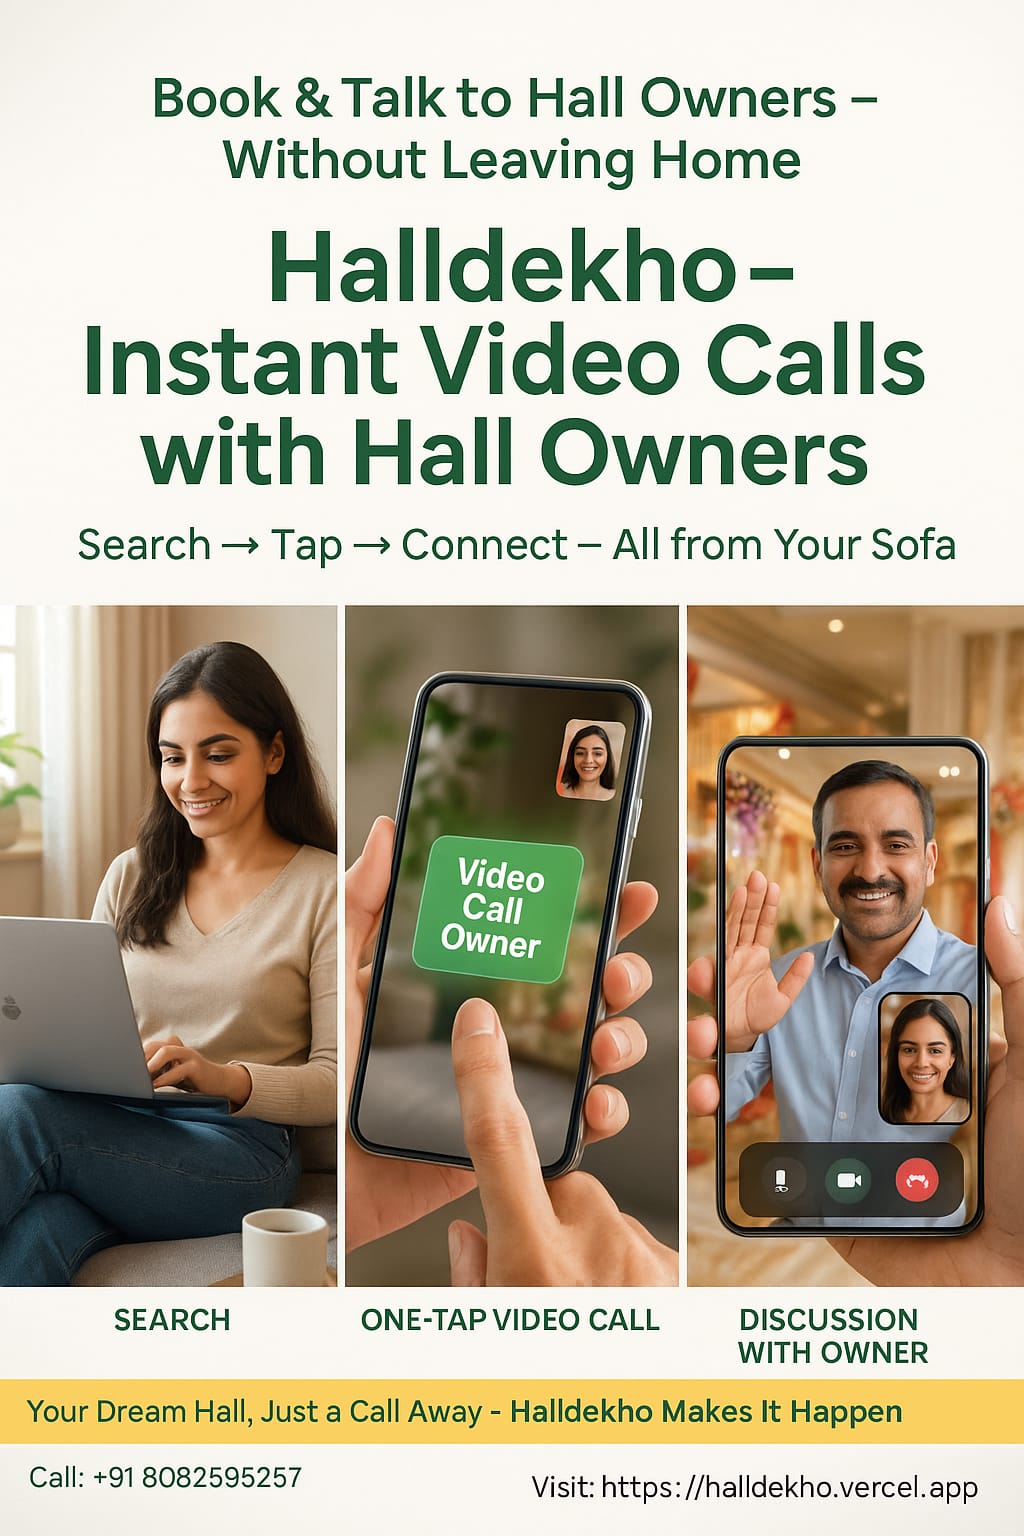 Book & Talk to Hall Owners –
Without Leaving Home
Halldekho –
Instant Video Calls
with Hall Owners
Search → Tap → Connect – All from Your Sofa
Video
Call
Owner
SEARCH
ONE-TAP VIDEO CALL
DISCUSSION
WITH OWNER
Your Dream Hall, Just a Call Away - Halldekho Makes It Happen
Call: +91 8082595257
Visit: https://halldekho.vercel.app